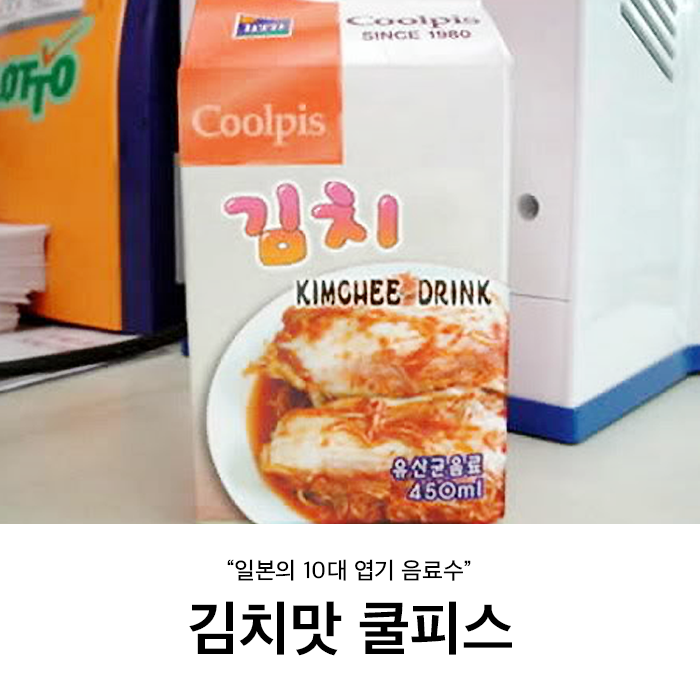 Coolpis
SINCE 1980
LOTTO
Coolpis
김치
KIMCHEE DRINK
유산균음료
450ml
“일본의 10대 엽기 음료수”
김치맛 쿨피스